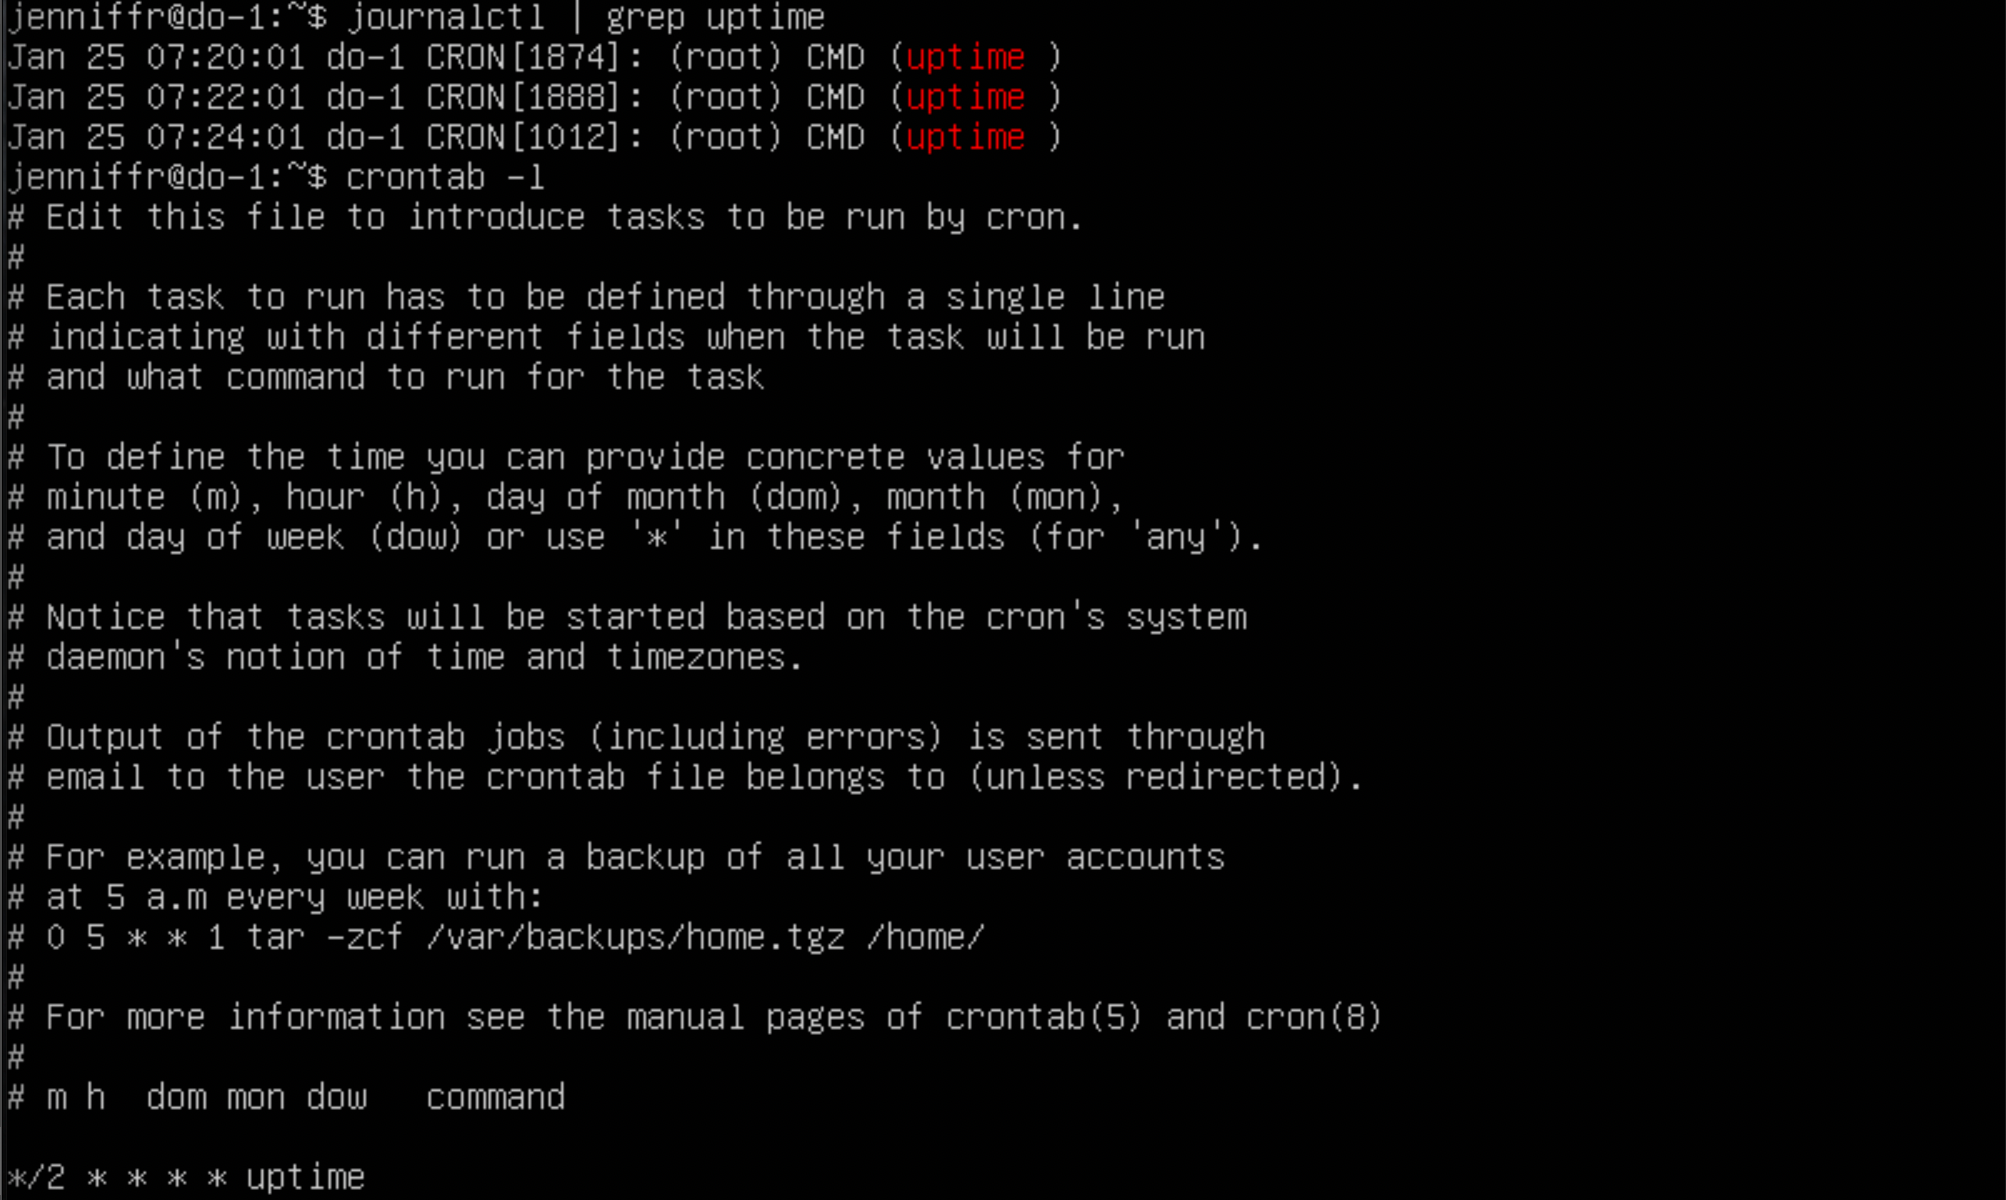 jenniffr@do-1:~$ journalctl | grep uptime
Jan 25 07:20:01 do-1 CRON[1874]: (root) CMD (uptime )
Jan 25 07:22:01 do-1 CRON[1888]: (root) CMD (uptime )
Jan 25 07:24:01 do-1 CRON[1012]: (root) CMD (uptime )
jenniffr@do-1:~$ crontab -l
# Edit this file to introduce tasks to be run by cron.
#
# Each task to run has to be defined through a single line
# indicating with different fields when the task will be run
# and what command to run for the task
#
# To define the time you can provide concrete values for
# minute (m), hour (h), day of month (dom), month (mon),
# and day of week (dow) or use '*' in these fields (for 'any').
#
# Notice that tasks will be started based on the cron's system
# daemon's notion of time and timezones.
#
# Output of the crontab jobs (including errors) is sent through
# email to the user the crontab file belongs to (unless redirected).
#
# For example, you can run a backup of all your user accounts
# at 5 a.m every week with:
# 0 5 * * 1 tar -zcf /var/backups/home.tgz /home/
#
# For more information see the manual pages of crontab(5) and cron(8)
#
# m h  dom mon dow   command
*/2 * * * * uptime